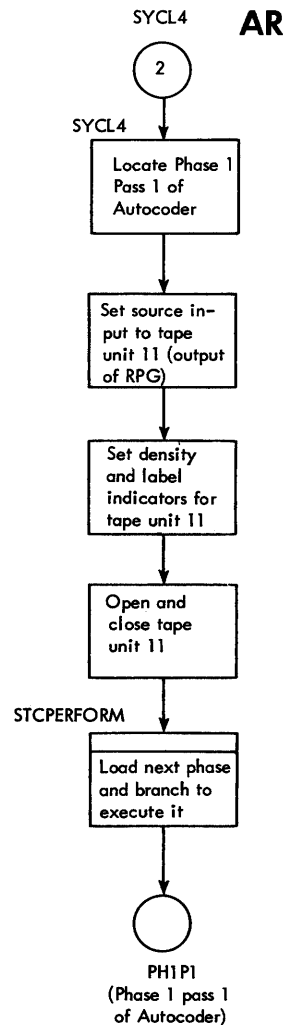 SYCL4
AR
2
SYCL4
Locate Phase 1
Pass 1 of
Autocoder
Set source in-
put to tape
unit 11 (output
of RPG)
Set density
and label
indicators for
tape unit 11
Open and
close tape
unit 11
STCPERFORM
Load next phase
and branch to
execute it
PH1P1
(Phase 1 pass 1
of Autocoder)